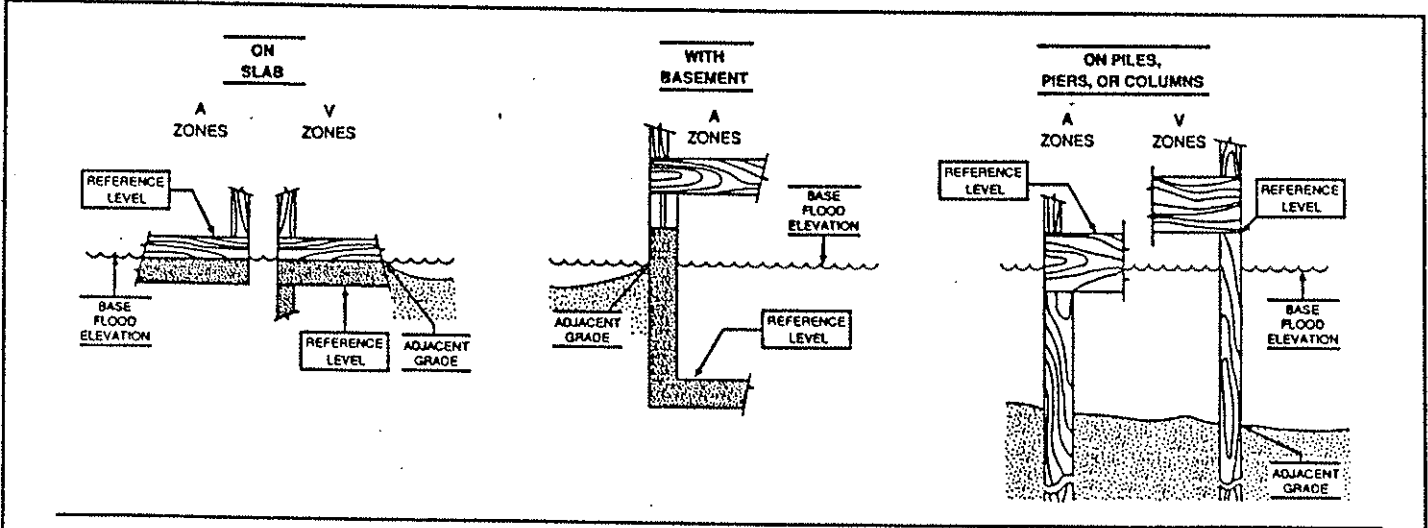 ON
SLAB
A
ZONES
V
ZONES
REFERENCE
LEVEL
BASE
FLOOD
ELEVATION
REFERENCE
LEVEL
ADJACENT
GRADE
WITH
BASEMENT
A
ZONES
BASE
FLOOD
ELEVATION
ADJACENT
GRADE
REFERENCE
LEVEL
ON PILES,
PIERS, OR COLUMNS
A
ZONES
V
ZONES
REFERENCE
LEVEL
REFERENCE
LEVEL
BASE
FLOOD
ELEVATION
ADJACENT
GRADE